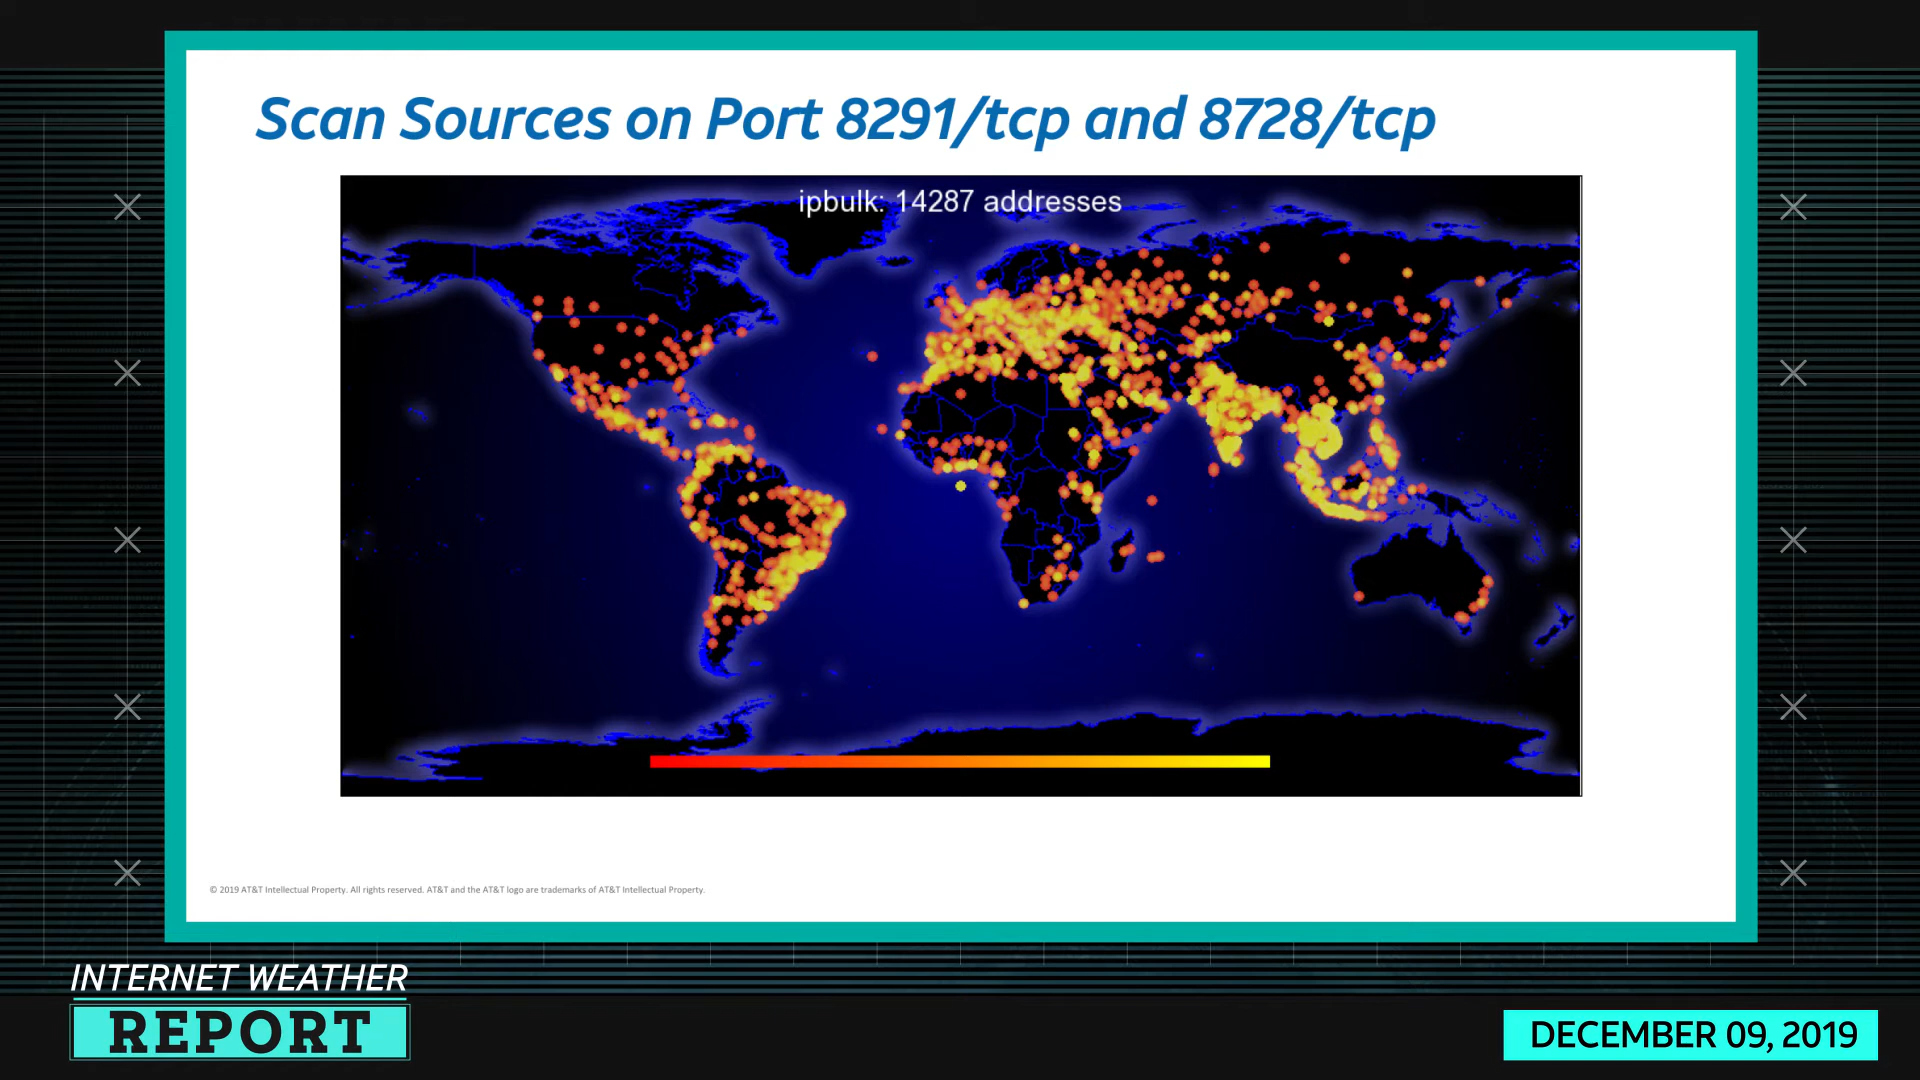 Scan Sources on Port 8291/tcp and 8728/tcp
ipbulk: 14287 addresses
© 2019 AT&T Intellectual Property. All rights reserved. AT&T and the AT&T logo are trademarks of AT&T Intellectual Property.
INTERNET WEATHER
REPORT
DECEMBER 09, 2019